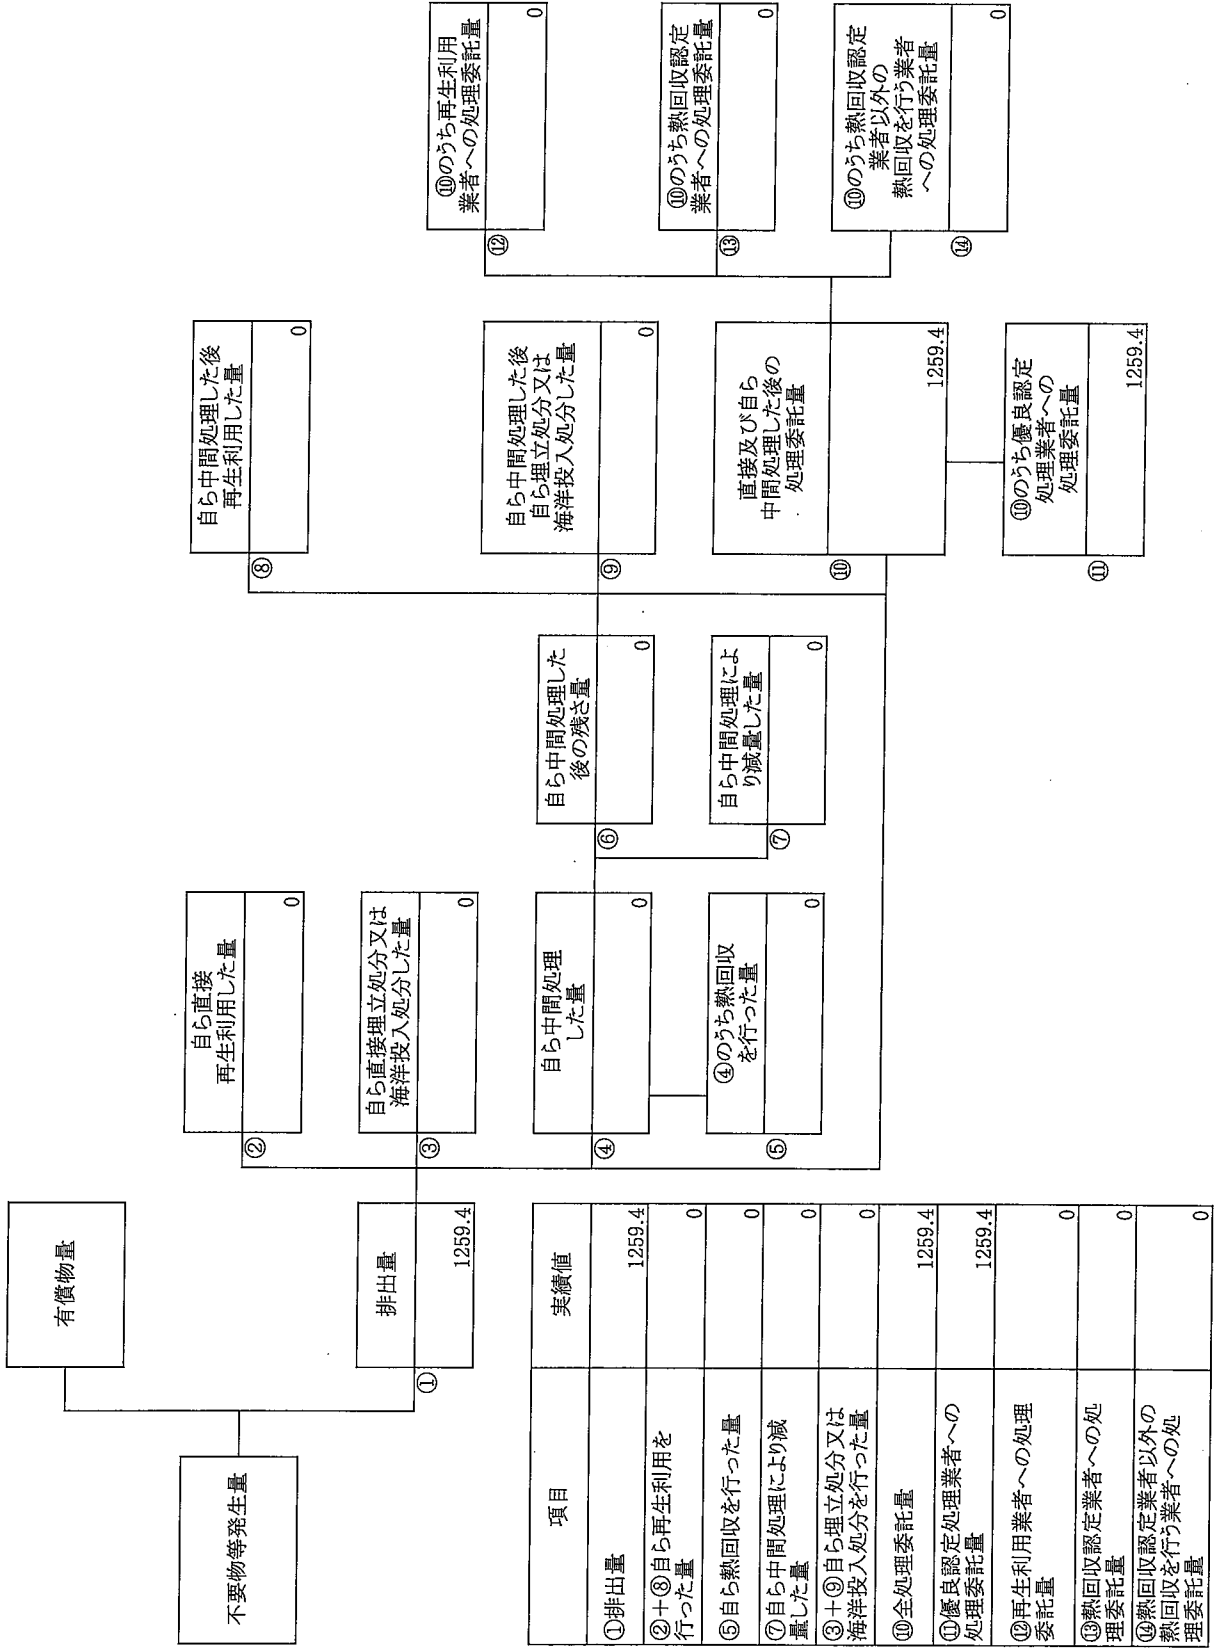 不要物等発生量
有償物量
排出量
①
1259.4
自ら直接
再生利用した量
②
0
自ら直接埋立処分又は
海洋投入処分した量
③
0
自ら中間処理
した量
④
0
④のうち熱回収
を行った量
⑤
0
自ら中間処理した
後の残さ量
⑥
0
自ら中間処理によ
り減量した量
⑦
0
自ら中間処理した後
再生利用した量
⑧
0
自ら中間処理した後
自ら埋立処分又は
海洋投入処分した量
⑨
0
直接及び自ら
中間処理した後の
処理委託量
⑩
1259.4
⑩のうち優良認定
処理業者への
処理委託量
⑪
1259.4
⑩のうち再生利用
業者への処理委託量
⑫
0
⑩のうち熱回収認定
業者への処理委託量
⑬
0
⑩のうち熱回収認定
業者以外の
熱回収を行う業者
への処理委託量
⑭
0
項目 実績値
①排出量 1259.4
②+⑧自ら再生利用を
行った量 0
⑤自ら熱回収を行った量 0
⑦自ら中間処理により減
量した量 0
③+⑨自ら埋立処分又は
海洋投入処分を行った量 0
⑩全処理委託量 1259.4
⑪優良認定処理業者への
処理委託量 1259.4
⑫再生利用業者への処理
委託量 0
⑬熱回収認定業者への処
理委託量 0
⑭熱回収認定業者以外の
熱回収を行う業者への処
理委託量 0